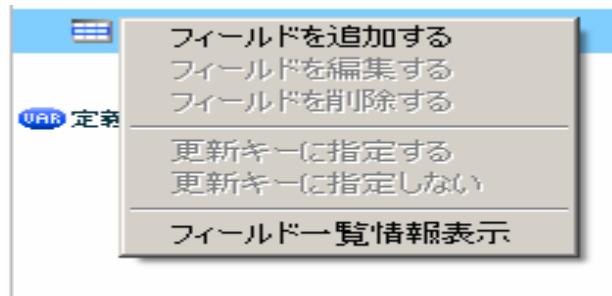 フィールドを追加する
フィールドを編集する
フィールドを削除する
VAR 定義
更新キーに指定する
更新キーに指定しない
フィールド一覧情報表示